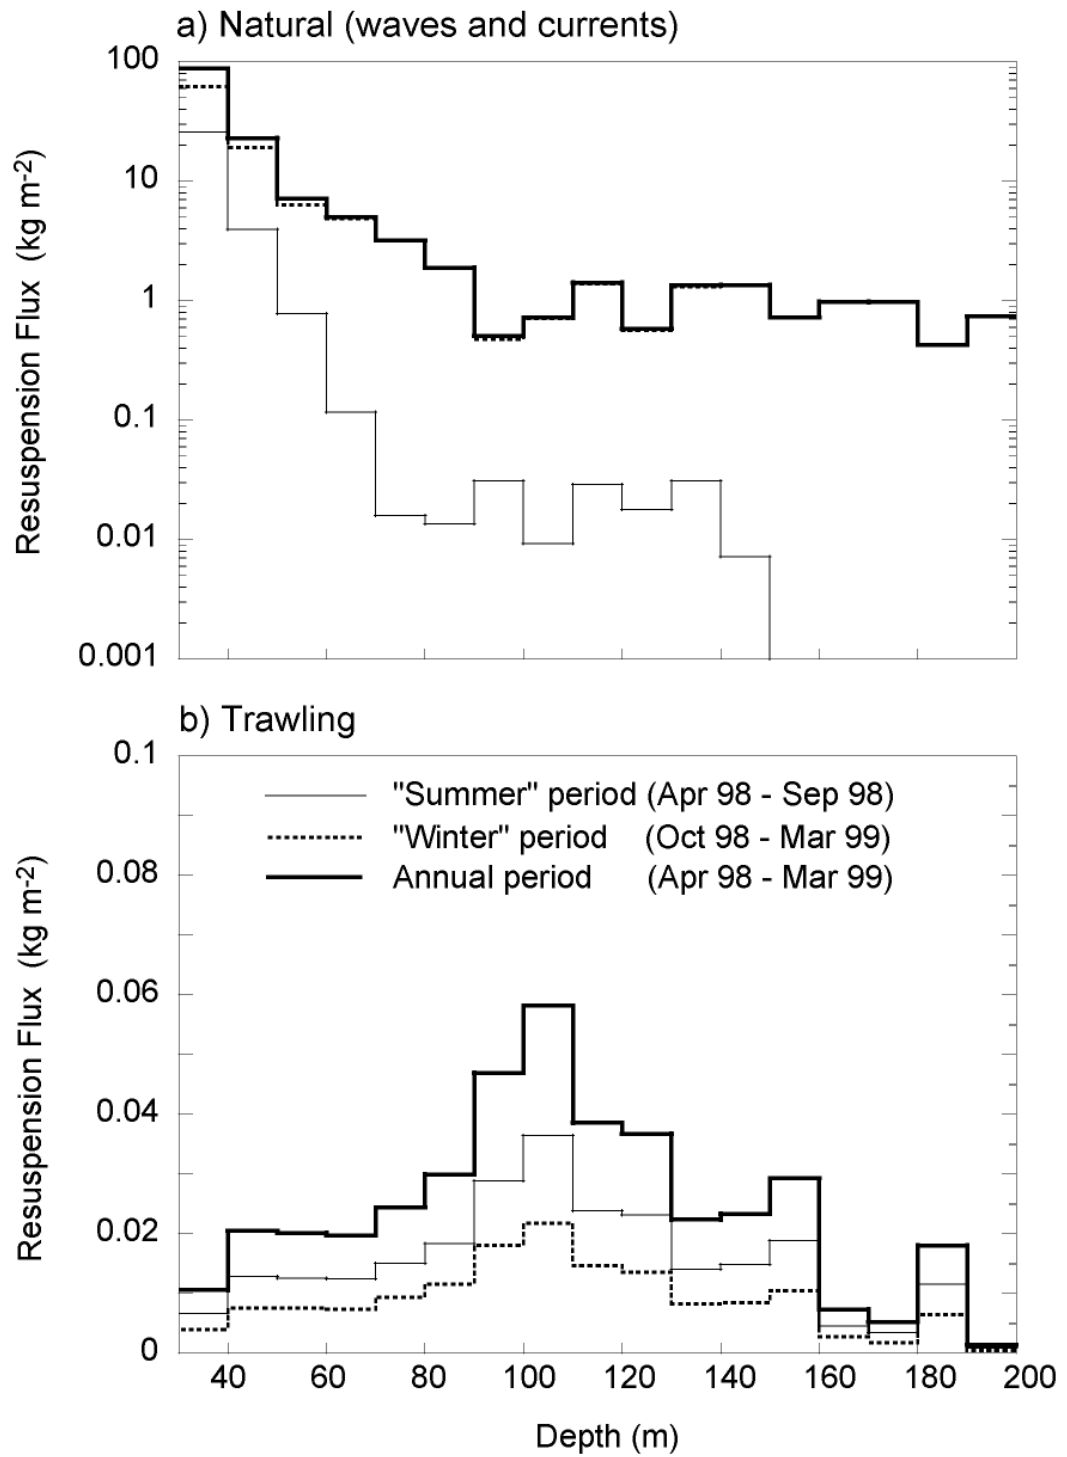 a) Natural (waves and currents)
100
10
1
0.1
0.01
0.001
Resuspension Flux (kg m-2)
b) Trawling
0.1
0.08
0.06
0.04
0.02
0
Resuspension Flux (kg m-2)
"Summer" period (Apr 98 - Sep 98)
"Winter" period (Oct 98 - Mar 99)
Annual period (Apr 98 - Mar 99)
40 60 80 100 120 140 160 180 200
Depth (m)